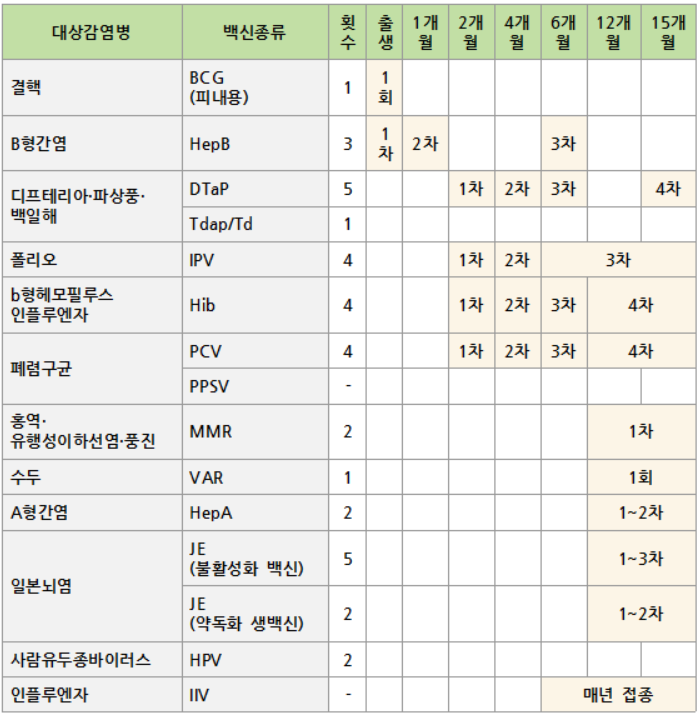 대상감염병 백신종류 횟수 출생 1개월 2개월 4개월 6개월 12개월 15개월
결핵 BCG (피내용) 1 1회
B형간염 HepB 3 1차 2차 3차
디프테리아·파상풍·백일해 DTaP 5 1차 2차 3차 4차
Tdap/Td 1
폴리오 IPV 4 1차 2차 3차
b형헤모필루스 인플루엔자 Hib 4 1차 2차 3차 4차
폐렴구균 PCV 4 1차 2차 3차 4차
PPSV -
홍역·유행성이하선염·풍진 MMR 2 1차
수두 VAR 1 1회
A형간염 HepA 2 1~2차
일본뇌염 JE (불활성화 백신) 5 1~3차
JE (약독화 생백신) 2 1~2차
사람유두종바이러스 HPV 2
인플루엔자 IIV - 매년 접종